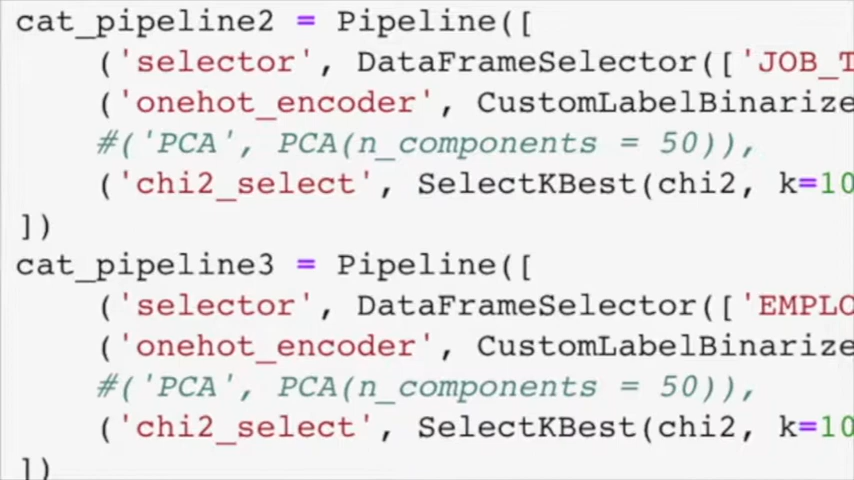 cat_pipeline2 = Pipeline([
('selector', DataFrameSelector(['JOB_T
('onehot_encoder', CustomLabelBinarize
#('PCA', PCA(n_components = 50)),
('chi2_select', SelectKBest(chi2, k=10
])
cat_pipeline3 = Pipeline([
('selector', DataFrameSelector(['EMPLO
('onehot_encoder', CustomLabelBinarize
#('PCA', PCA(n_components = 50)),
('chi2_select', SelectKBest(chi2, k=10
])